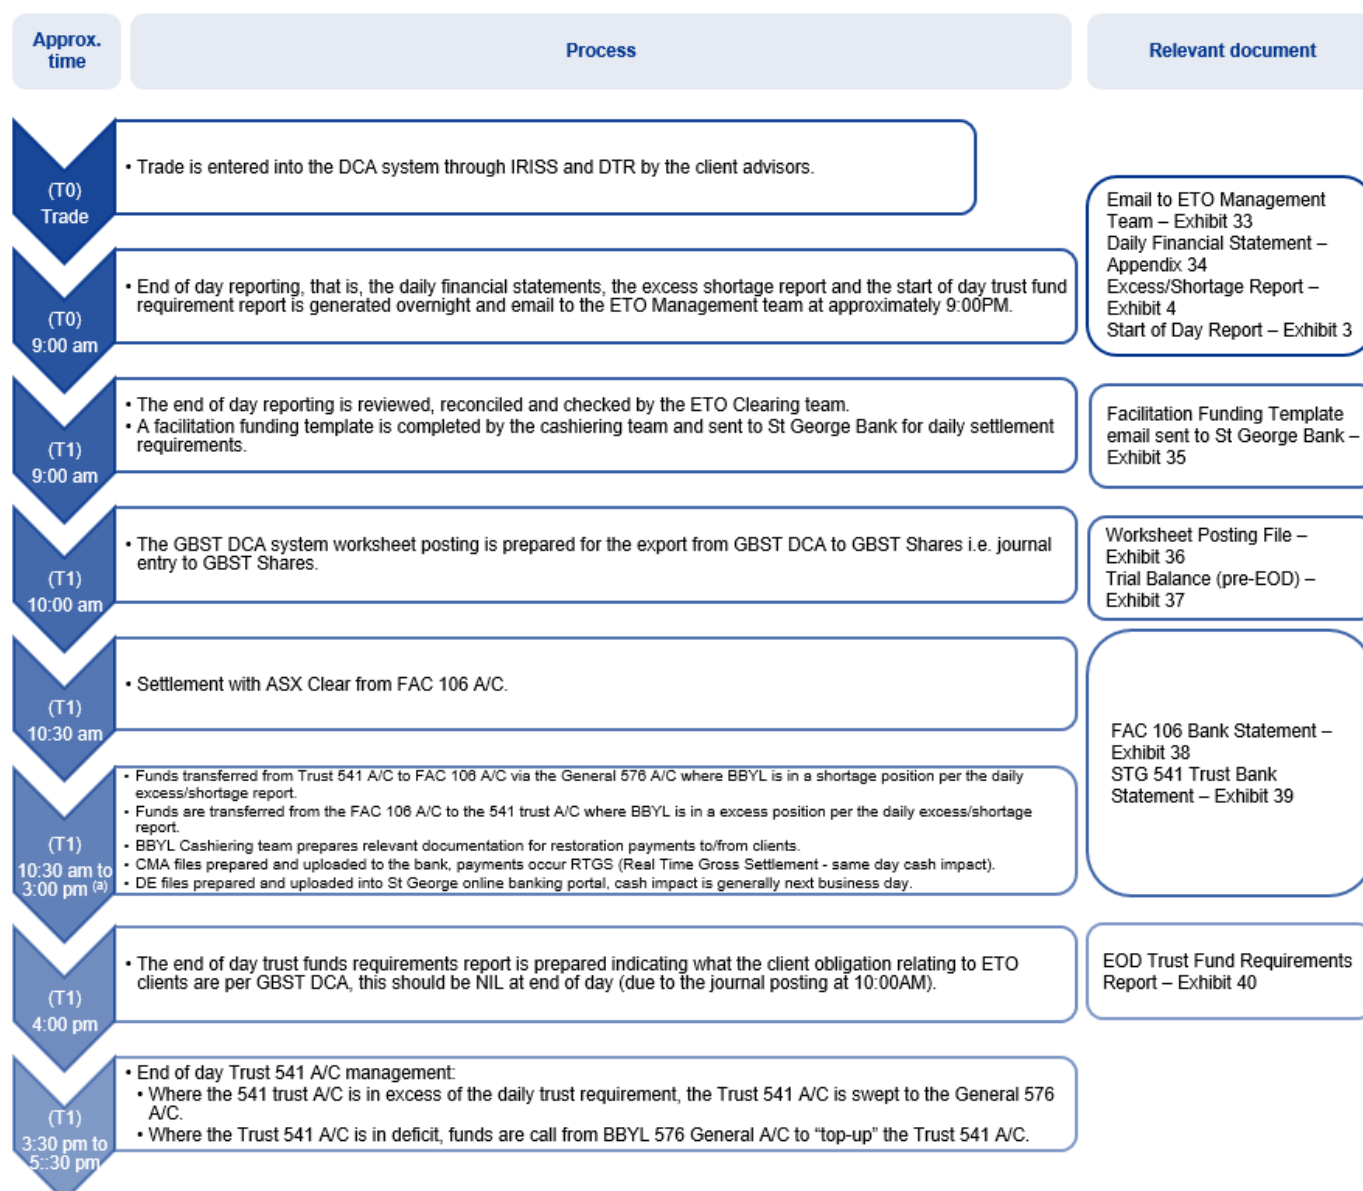 Approx.
time
Process
Relevant document
(T0)
Trade
• Trade is entered into the DCA system through IRISS and DTR by the client advisors.
(T0)
9:00 am
• End of day reporting, that is, the daily financial statements, the excess shortage report and the start of day trust fund
requirement report is generated overnight and email to the ETO Management team at approximately 9:00PM.
Email to ETO Management
Team – Exhibit 33
Daily Financial Statement –
Appendix 34
Excess/Shortage Report –
Exhibit 4
Start of Day Report – Exhibit 3
(T1)
9:00 am
• The end of day reporting is reviewed, reconciled and checked by the ETO Clearing team.
• A facilitation funding template is completed by the cashiering team and sent to St George Bank for daily settlement
requirements.
Facilitation Funding Template
email sent to St George Bank –
Exhibit 35
(T1)
10:00 am
• The GBST DCA system worksheet posting is prepared for the export from GBST DCA to GBST Shares i.e. journal
entry to GBST Shares.
Worksheet Posting File –
Exhibit 36
Trial Balance (pre-EOD) –
Exhibit 37
(T1)
10:30 am
• Settlement with ASX Clear from FAC 106 A/C.
(T1)
10:30 am to
3:00 pm (a)
• Funds transferred from Trust 541 A/C to FAC 106 A/C via the General 576 A/C where BBYL is in a shortage position per the daily
excess/shortage report.
• Funds are transferred from the FAC 106 A/C to the 541 trust A/C where BBYL is in a excess position per the daily excess/shortage
report.
• BBYL Cashiering team prepares relevant documentation for restoration payments to/from clients.
• CMA files prepared and uploaded to the bank, payments occur RTGS (Real Time Gross Settlement - same day cash impact).
• DE files prepared and uploaded into St George online banking portal, cash impact is generally next business day.
FAC 106 Bank Statement –
Exhibit 38
STG 541 Trust Bank
Statement – Exhibit 39
(T1)
4:00 pm
• The end of day trust funds requirements report is prepared indicating what the client obligation relating to ETO
clients are per GBST DCA, this should be NIL at end of day (due to the journal posting at 10:00AM).
EOD Trust Fund Requirements
Report – Exhibit 40
(T1)
3:30 pm to
5::30 pm
• End of day Trust 541 A/C management:
• Where the 541 trust A/C is in excess of the daily trust requirement, the Trust 541 A/C is swept to the General 576
A/C.
• Where the Trust 541 A/C is in deficit, funds are call from BBYL 576 General A/C to “top-up” the Trust 541 A/C.